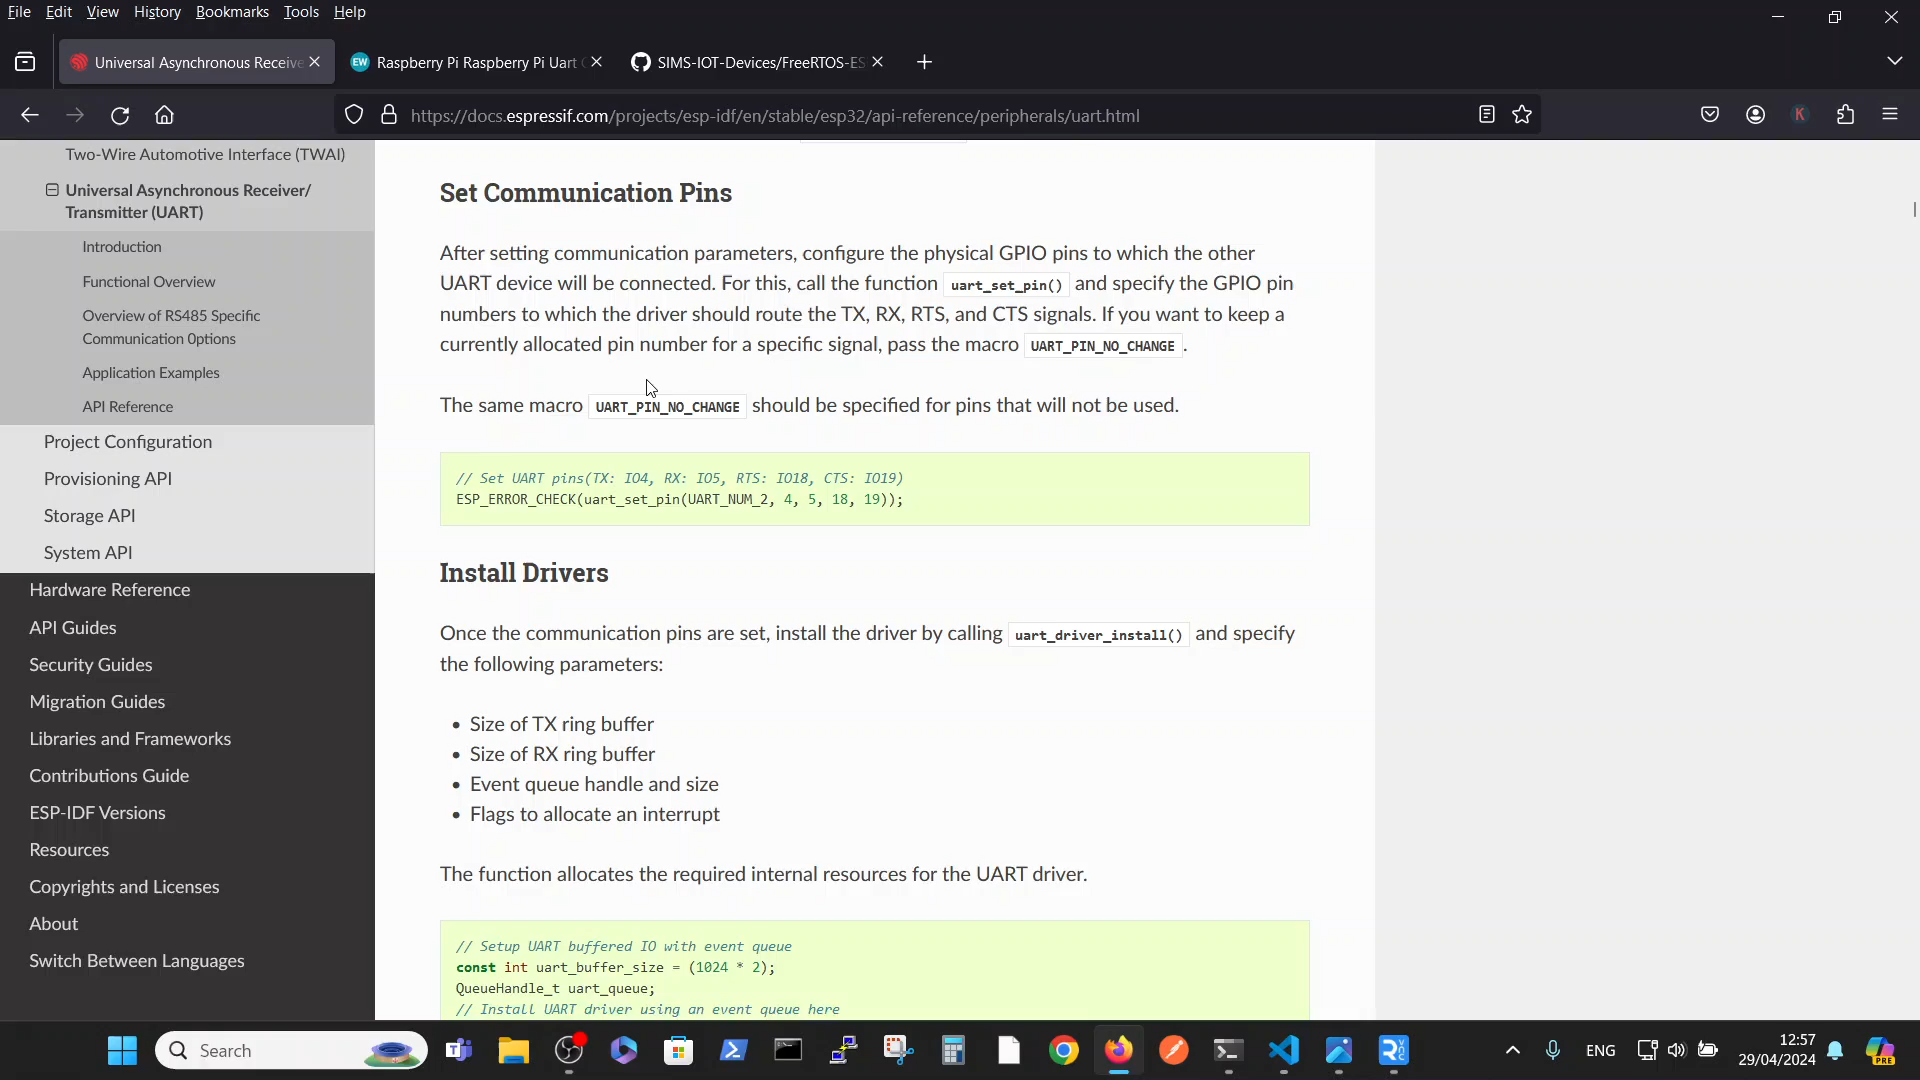 File Edit View History Bookmarks Tools Help
Universal Asynchronous Receive
EW Raspberry Pi Raspberry Pi Uart
SIMS-IOT-Devices/FreeRTOS-ES
https://docs.espressif.com/projects/esp-idf/en/stable/esp32/api-reference/peripherals/uart.html
K
Two-Wire Automotive Interface (TWAI)
Universal Asynchronous Receiver/
Transmitter (UART)
Introduction
Functional Overview
Overview of RS485 Specific
Communication 0ptions
Application Examples
API Reference
Project Configuration
Provisioning API
Storage API
System API
Hardware Reference
API Guides
Security Guides
Migration Guides
Libraries and Frameworks
Contributions Guide
ESP-IDF Versions
Resources
Copyrights and Licenses
About
Switch Between Languages
Set Communication Pins
After setting communication parameters, configure the physical GPIO pins to which the other
UART device will be connected. For this, call the function uart_set_pin() and specify the GPIO pin
numbers to which the driver should route the TX, RX, RTS, and CTS signals. If you want to keep a
currently allocated pin number for a specific signal, pass the macro UART_PIN_NO_CHANGE .
The same macro UART_PIN_NO_CHANGE should be specified for pins that will not be used.
// Set UART pins(TX: IO4, RX: IO5, RTS: IO18, CTS: IO19)
ESP_ERROR_CHECK(uart_set_pin(UART_NUM_2, 4, 5, 18, 19));
Install Drivers
Once the communication pins are set, install the driver by calling uart_driver_install() and specify
the following parameters:
• Size of TX ring buffer
• Size of RX ring buffer
• Event queue handle and size
• Flags to allocate an interrupt
The function allocates the required internal resources for the UART driver.
// Setup UART buffered IO with event queue
const int uart_buffer_size = (1024 * 2);
QueueHandle_t uart_queue;
// Install UART driver using an event queue here
Search
ENG
12:57
29/04/2024
PRE